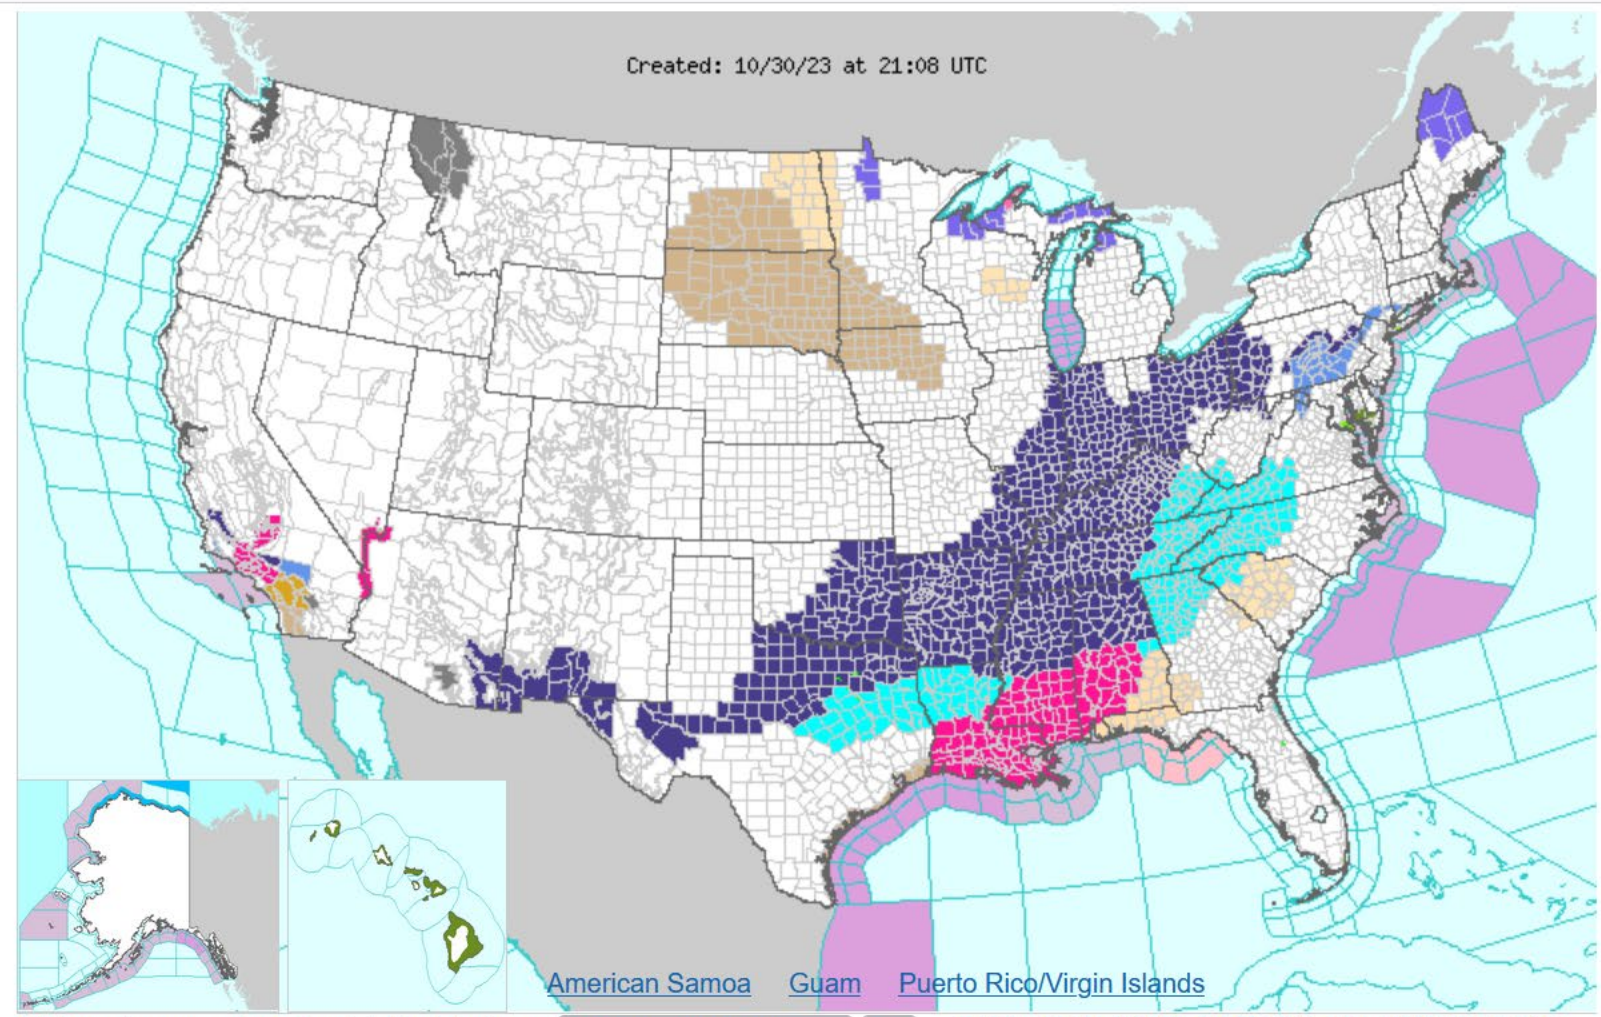 Created: 10/30/23 at 21:08 UTC
American Samoa Guam Puerto Rico/Virgin Islands